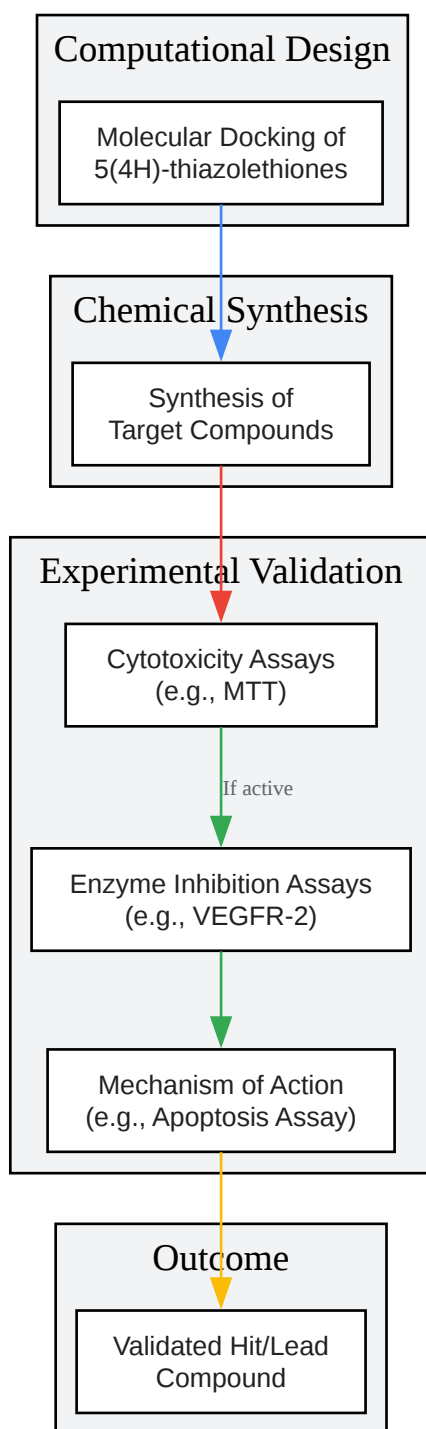 Computational Design
Molecular Docking of
5(4H)-thiazolethiones
Chemical Synthesis
Synthesis of
Target Compounds
Experimental Validation
Cytotoxicity Assays
(e.g., MTT)
If active
Enzyme Inhibition Assays
(e.g., VEGFR-2)
Mechanism of Action
(e.g., Apoptosis Assay)
Outcome
Validated Hit/Lead
Compound